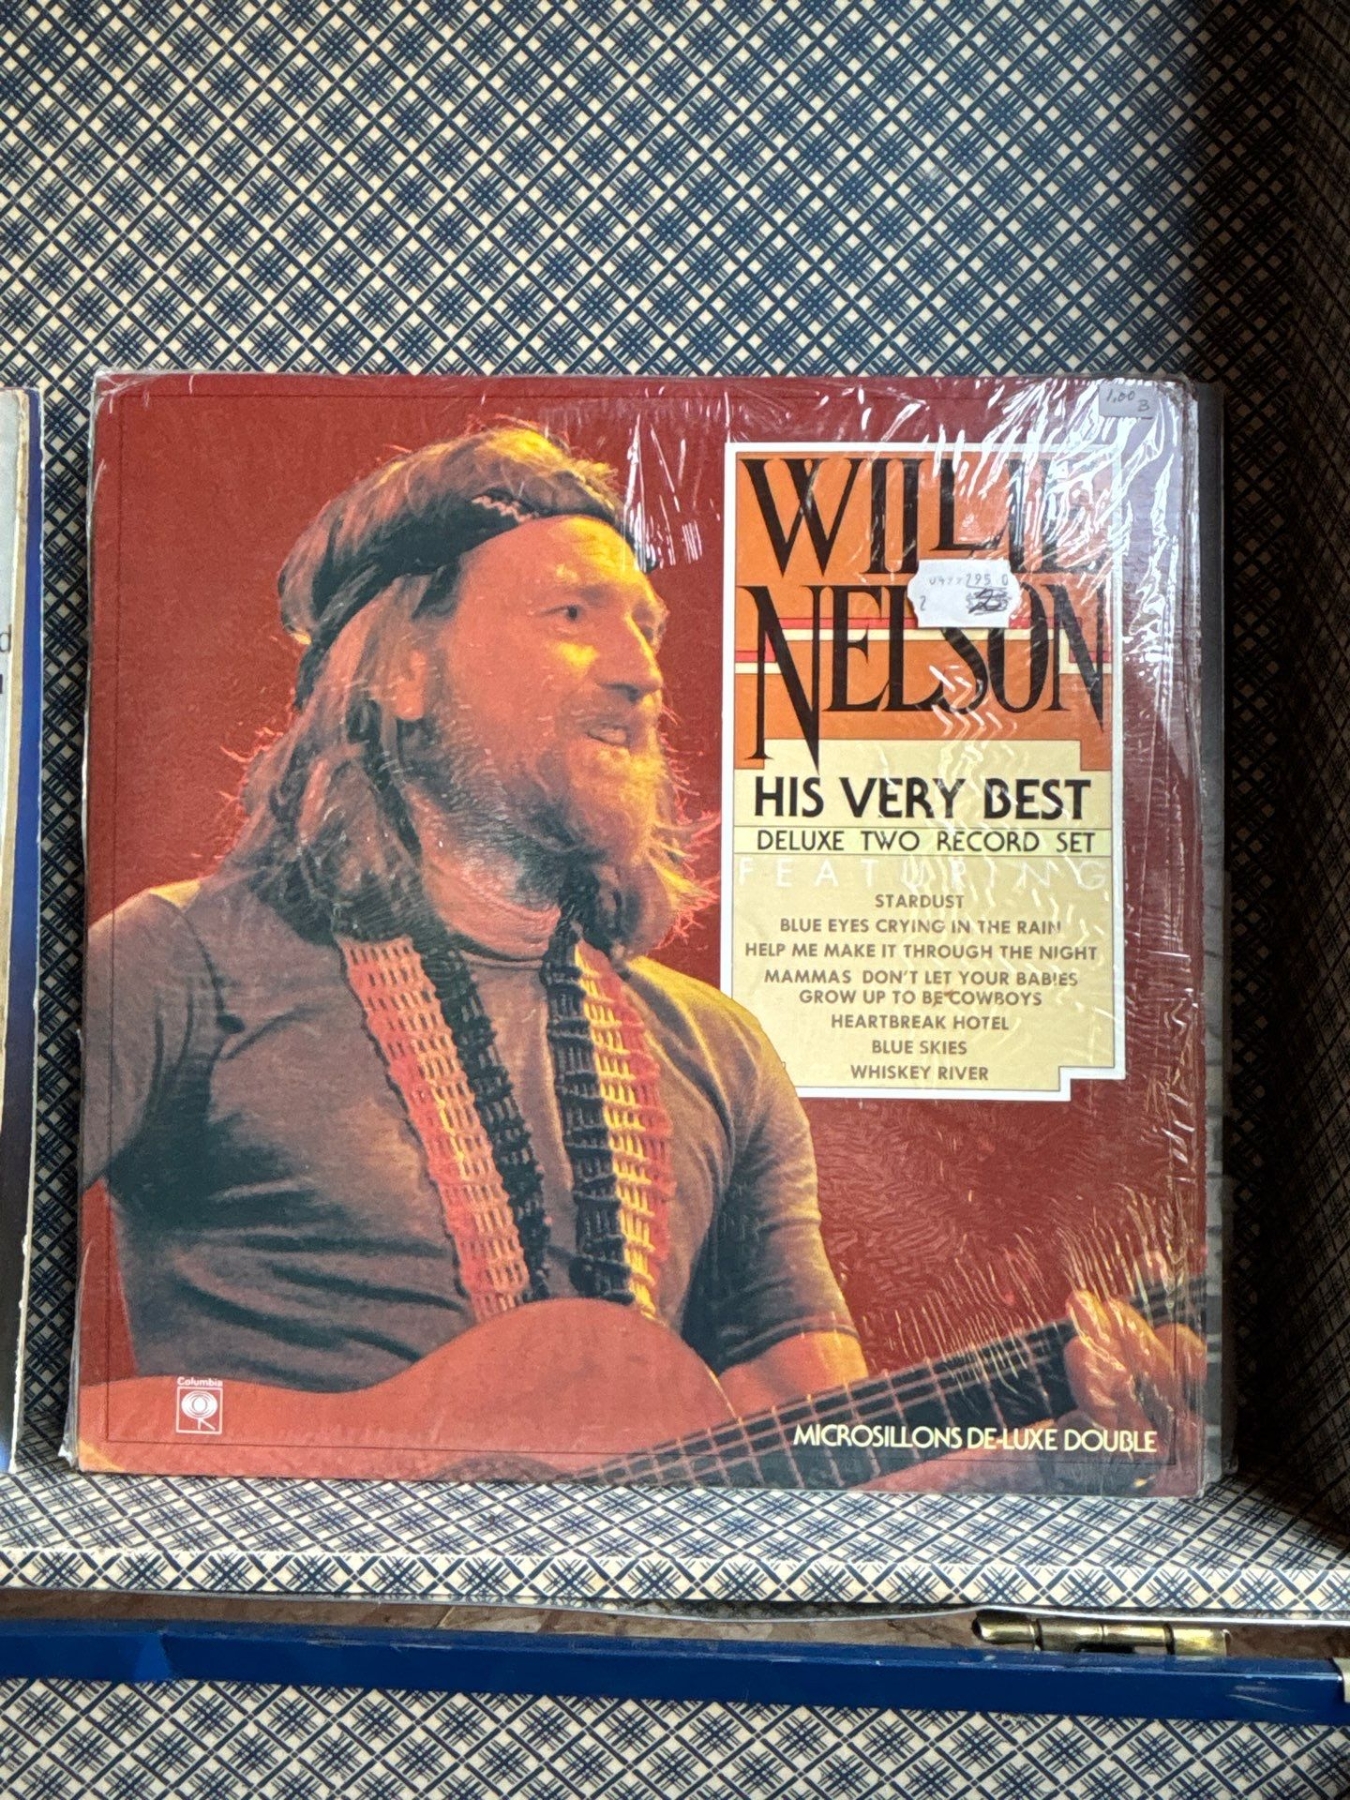 1.00
B
WILLIE
NELSON
HIS VERY BEST
DELUXE TWO RECORD SET
FEATURING
STARDUST
BLUE EYES CRYING IN THE RAIN
HELP ME MAKE IT THROUGH THE NIGHT
MAMMAS DON'T LET YOUR BABIES
GROW UP TO BE COWBOYS
HEARTBREAK HOTEL
BLUE SKIES
WHISKEY RIVER
Columbia
MICROSILLONS DE-LUXE DOUBLE